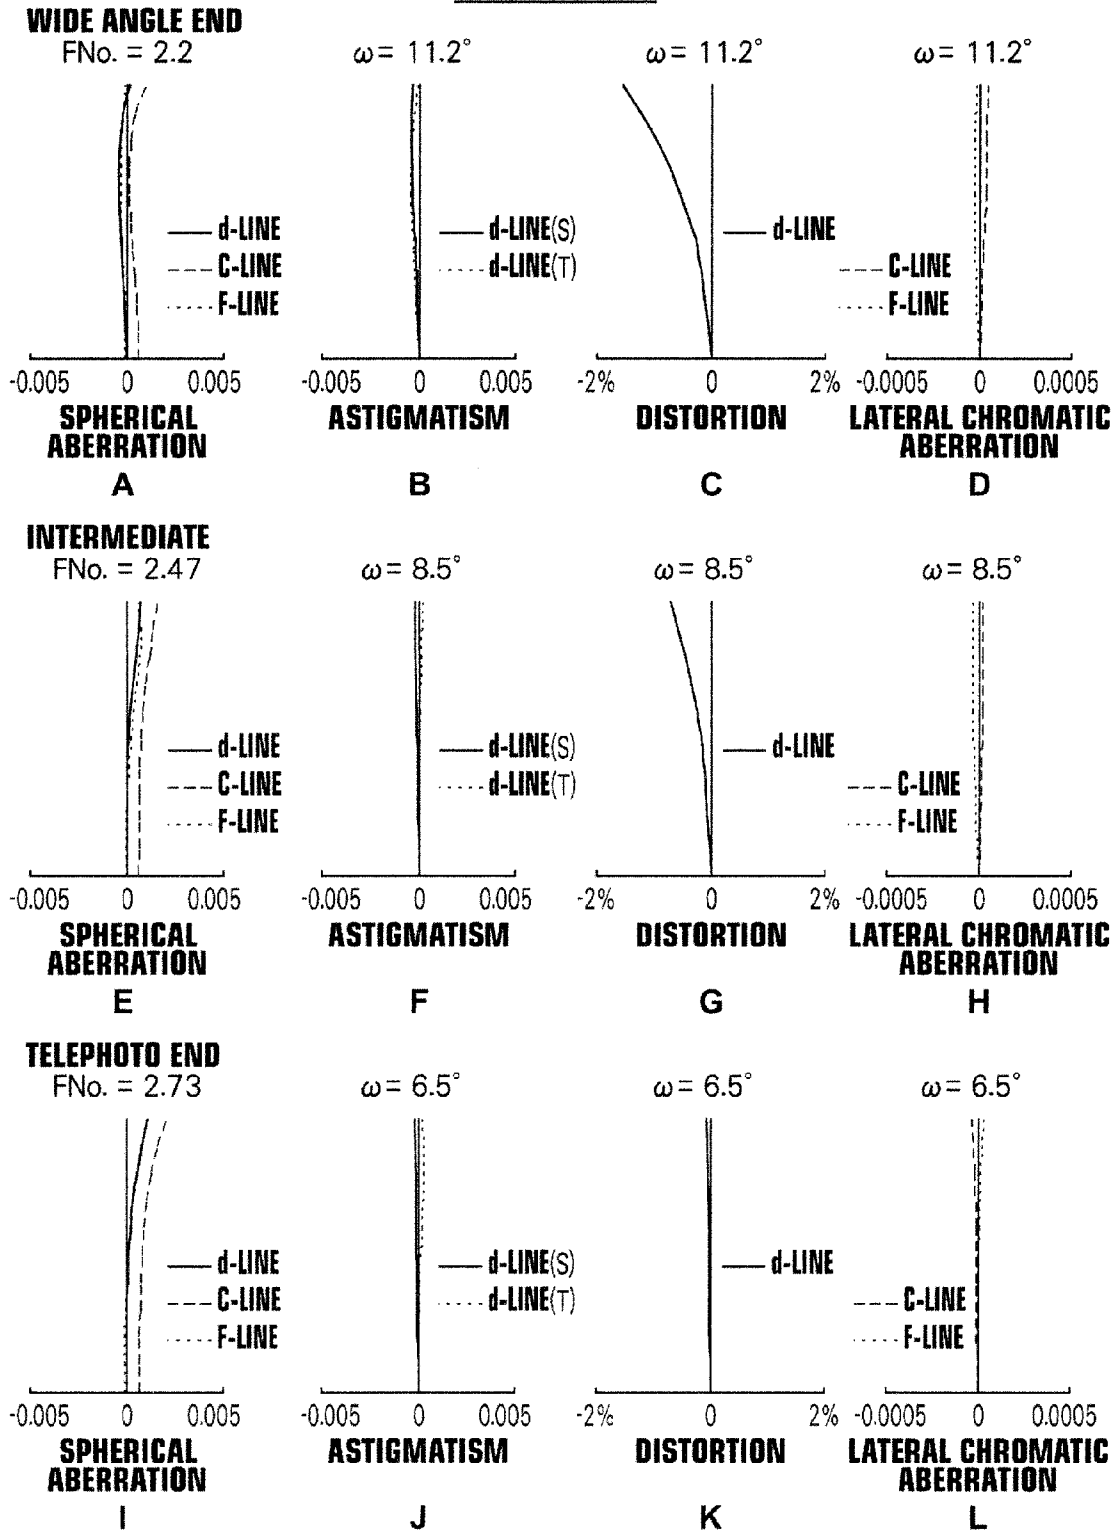 WIDE ANGLE END
FNo. = 2.2
ω = 11.2°
ω = 11.2°
ω = 11.2°
d-LINE
C-LINE
F-LINE
d-LINE(S)
d-LINE(T)
d-LINE
C-LINE
F-LINE
-0.005 0 0.005
-0.005 0 0.005
-2% 0 2%
-0.0005 0 0.0005
SPHERICAL
ABERRATION
ASTIGMATISM
DISTORTION
LATERAL CHROMATIC
ABERRATION
A
B
C
D
INTERMEDIATE
FNo. = 2.47
ω = 8.5°
ω = 8.5°
ω = 8.5°
d-LINE
C-LINE
F-LINE
d-LINE(S)
d-LINE(T)
d-LINE
C-LINE
F-LINE
-0.005 0 0.005
-0.005 0 0.005
-2% 0 2%
-0.0005 0 0.0005
SPHERICAL
ABERRATION
ASTIGMATISM
DISTORTION
LATERAL CHROMATIC
ABERRATION
E
F
G
H
TELEPHOTO END
FNo. = 2.73
ω = 6.5°
ω = 6.5°
ω = 6.5°
d-LINE
C-LINE
F-LINE
d-LINE(S)
d-LINE(T)
d-LINE
C-LINE
F-LINE
-0.005 0 0.005
-0.005 0 0.005
-2% 0 2%
-0.0005 0 0.0005
SPHERICAL
ABERRATION
ASTIGMATISM
DISTORTION
LATERAL CHROMATIC
ABERRATION
I
J
K
L